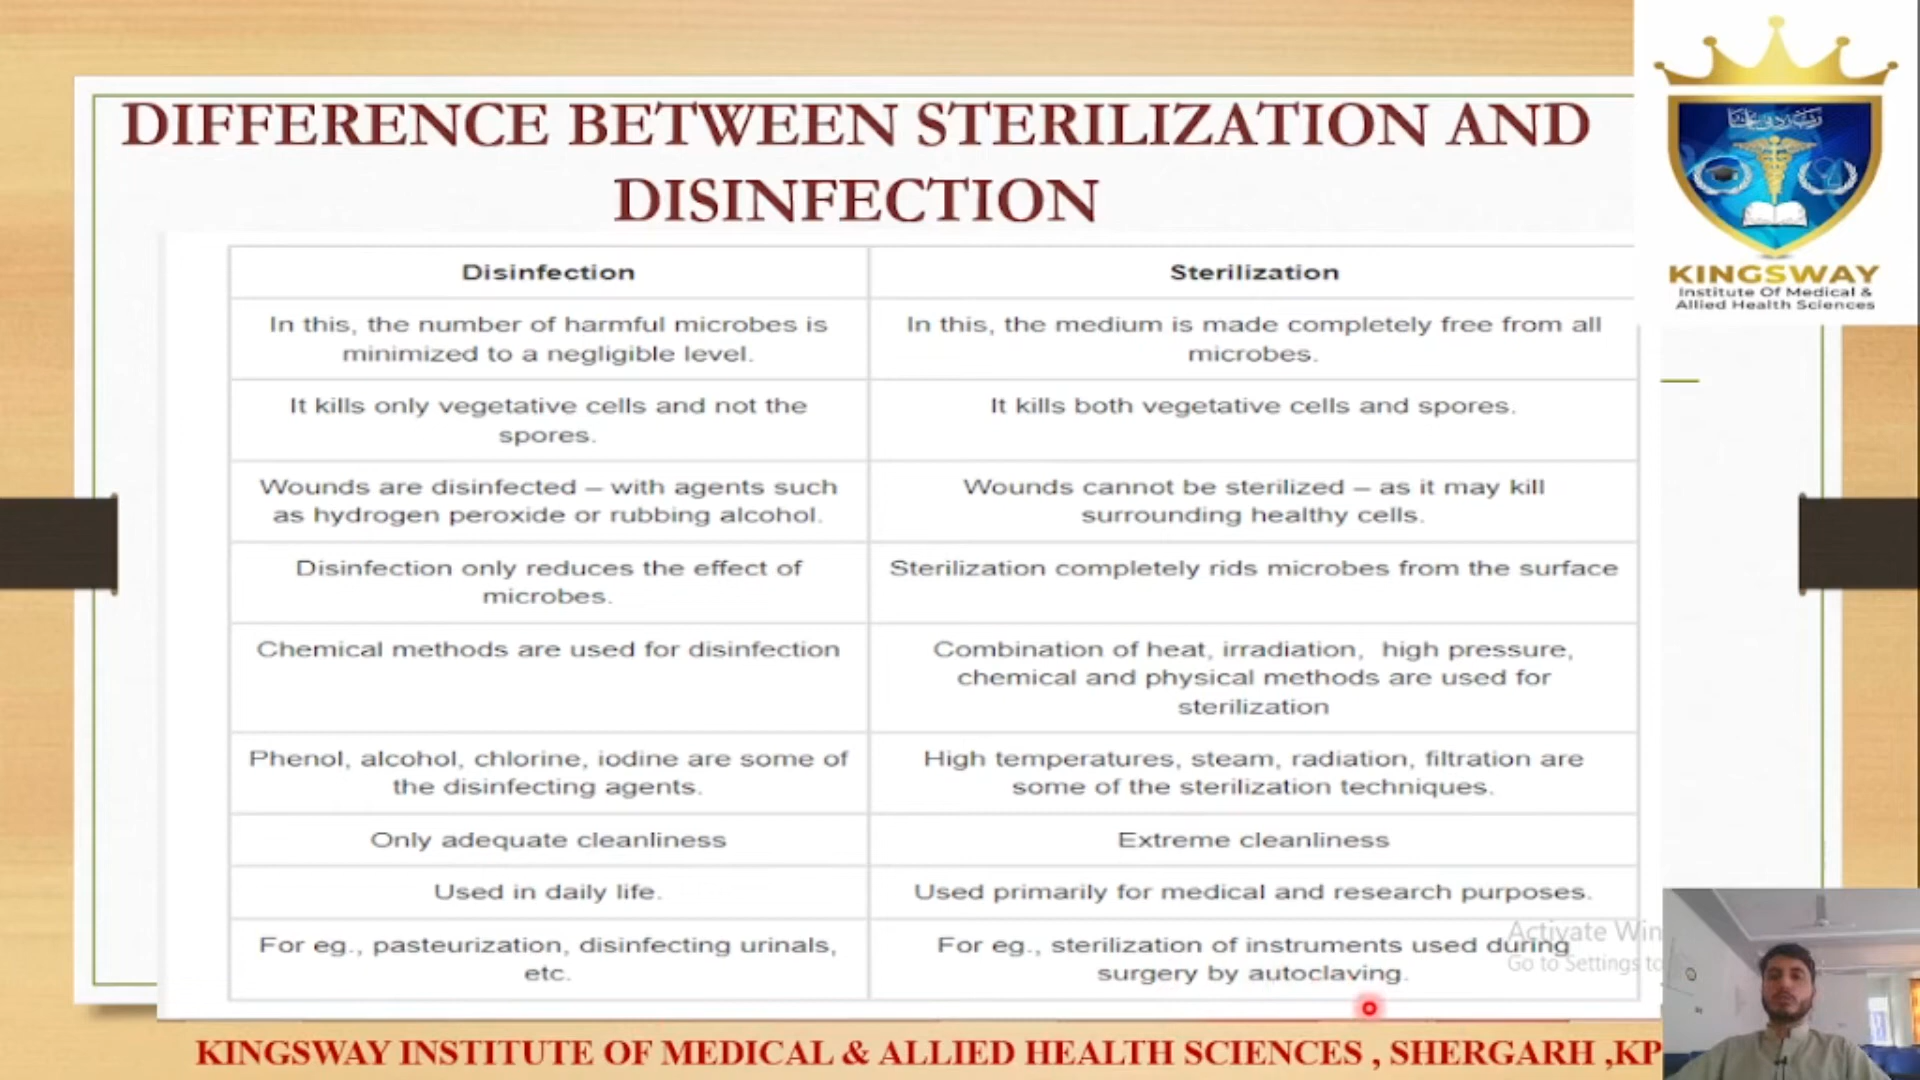 DIFFERENCE BETWEEN STERILIZATION AND
DISINFECTION
Disinfection
Sterilization
In this, the number of harmful microbes is
minimized to a negligible level.
In this, the medium is made completely free from all
microbes.
It kills only vegetative cells and not the
spores.
It kills both vegetative cells and spores.
Wounds are disinfected – with agents such
as hydrogen peroxide or rubbing alcohol.
Wounds cannot be sterilized – as it may kill
surrounding healthy cells.
Disinfection only reduces the effect of
microbes.
Sterilization completely rids microbes from the surface
Chemical methods are used for disinfection
Combination of heat, irradiation, high pressure,
chemical and physical methods are used for
sterilization
Phenol, alcohol, chlorine, iodine are some of
the disinfecting agents.
High temperatures, steam, radiation, filtration are
some of the sterilization techniques.
Only adequate cleanliness
Extreme cleanliness
Used in daily life.
Used primarily for medical and research purposes.
For eg., pasteurization, disinfecting urinals,
etc.
For eg., sterilization of instruments used during
surgery by autoclaving.
KINGSWAY INSTITUTE OF MEDICAL & ALLIED HEALTH SCIENCES , SHERGARH ,KP
رب زدنی علما
KINGSWAY
Institute Of Medical &
Allied Health Sciences
Activate Win
Go to Settings to